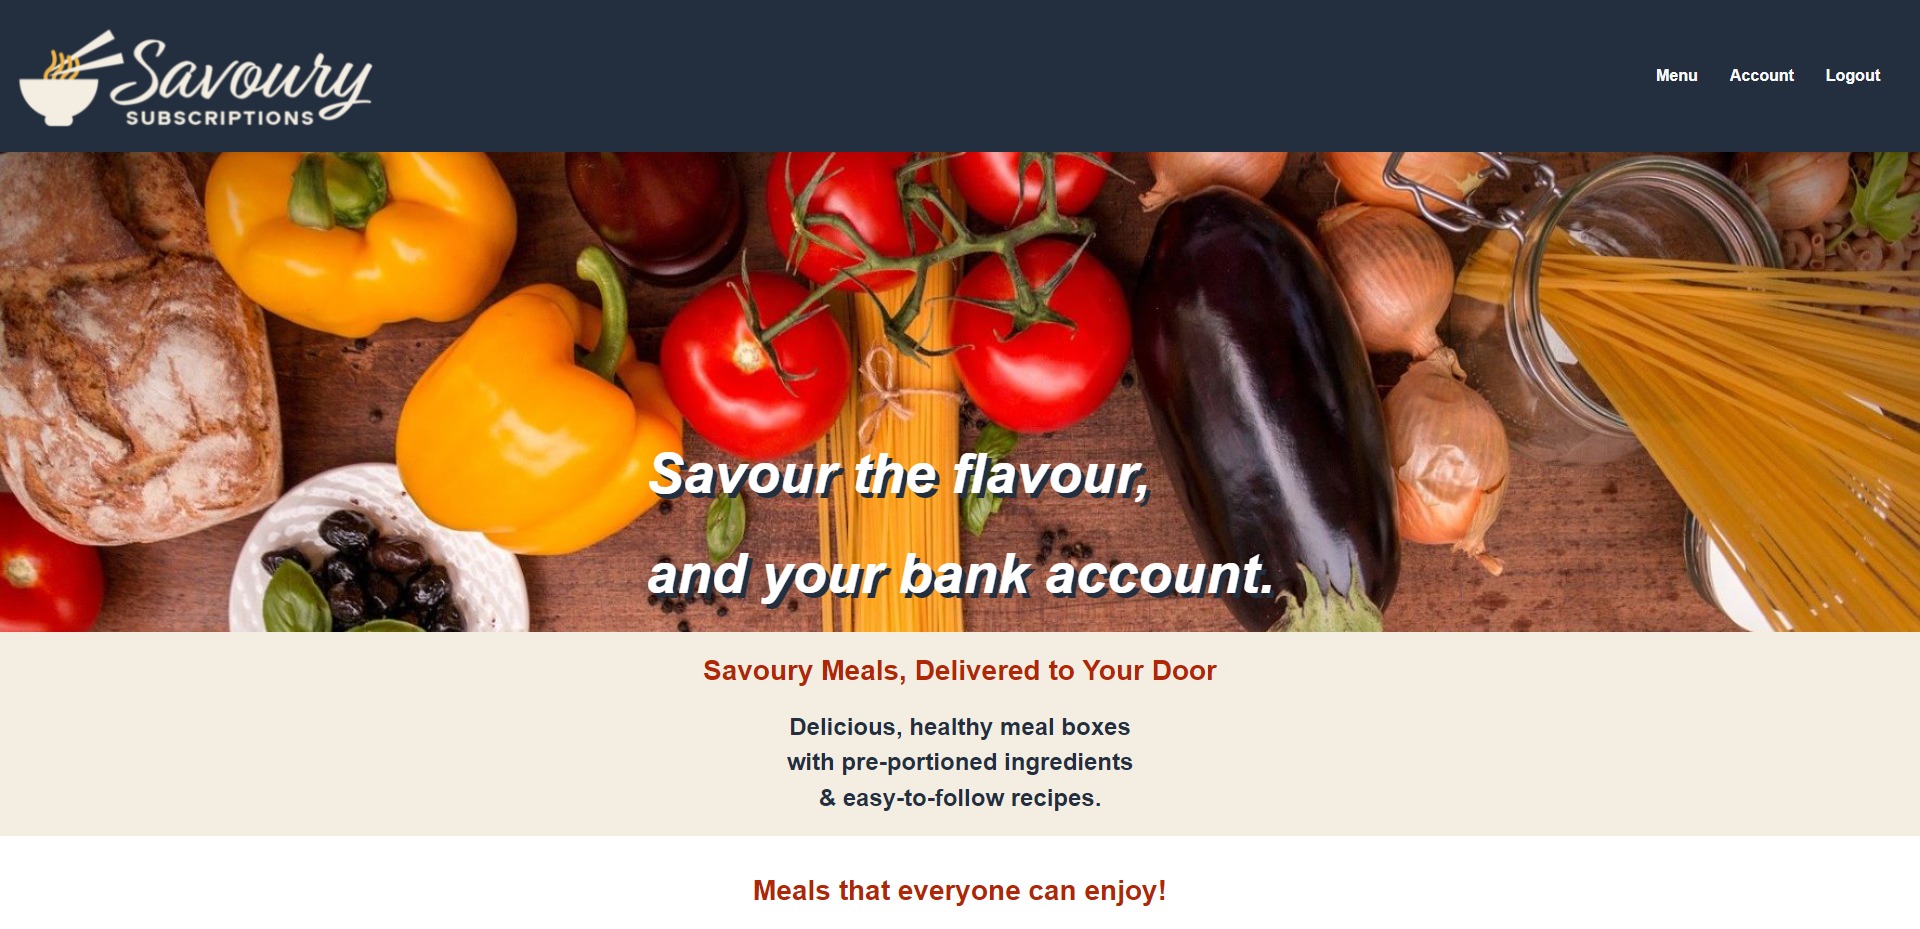 Savoury
SUBSCRIPTIONS
Menu Account Logout
Savour the flavour,
and your bank account.
Savoury Meals, Delivered to Your Door
Delicious, healthy meal boxes
with pre-portioned ingredients
& easy-to-follow recipes.
Meals that everyone can enjoy!